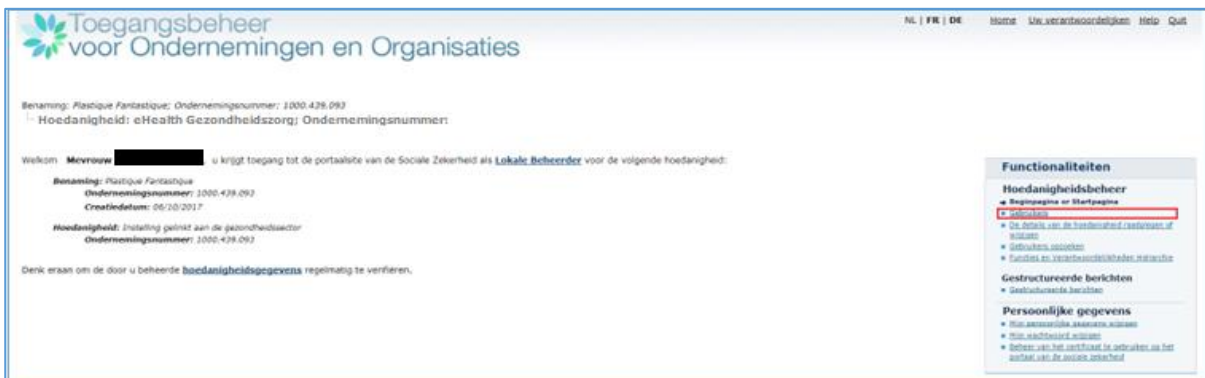 Toegangsbeheer
voor Ondernemingen en Organisaties
NL | FR | DE Home Uw verantwoordelijken Help Quit
Benaming: Plastique Fantastique; Ondernemingsnummer: 1000.439.093
Hoedanigheid: eHealth Gezondheidszorg; Ondernemingsnummer:
Welkom Mevrouw , u krijgt toegang tot de portaalsite van de Sociale Zekerheid als Lokale Beheerder voor de volgende hoedanigheid:
Benaming: Plastique Fantastique
Ondernemingsnummer: 1000.439.093
Creatiedatum: 06/10/2017
Hoedanigheid: Instelling gelinkt aan de gezondheidssector
Ondernemingsnummer: 1000.439.093
Denk eraan om de door u beheerde hoedanigheidsgegevens regelmatig te verifiëren.
Functionaliteiten
Hoedanigheidsbeheer
Beginpagina or Startpagina
Gebruikers
De details van de hoedanigheid raadplegen of
wijzigen
Gebruikers opzoeken
Functies en verantwoordelijkheden
Gestructureerde berichten
Gestructureerde berichten
Persoonlijke gegevens
Mijn persoonlijke gegevens wijzigen
Mijn wachtwoord wijzigen
Beheer van het certificaat te gebruiken op het
portaal van de sociale zekerheid